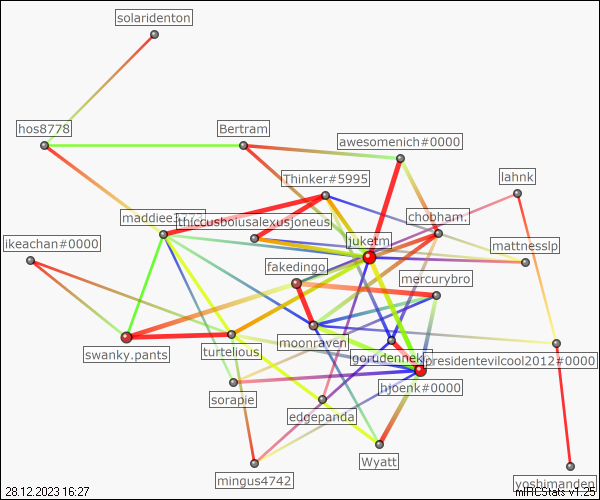 solaridenton
hos8778
Bertram
awesomenich#0000
Thinker#5995
lahnk
maddiee
thiccusboiusalexusjoneus
chobham.
ikeachan#0000
juketm
mattnesslp
fakedingo
mercurybro
moonraven
swanky.pants
turtelious
presidentevilcool2012#0000
sorapie
hjoenk#0000
edgepanda
Wyatt
mingus4742
yoshimanden
28.12.2023 16:27
mIRCStats v1.25